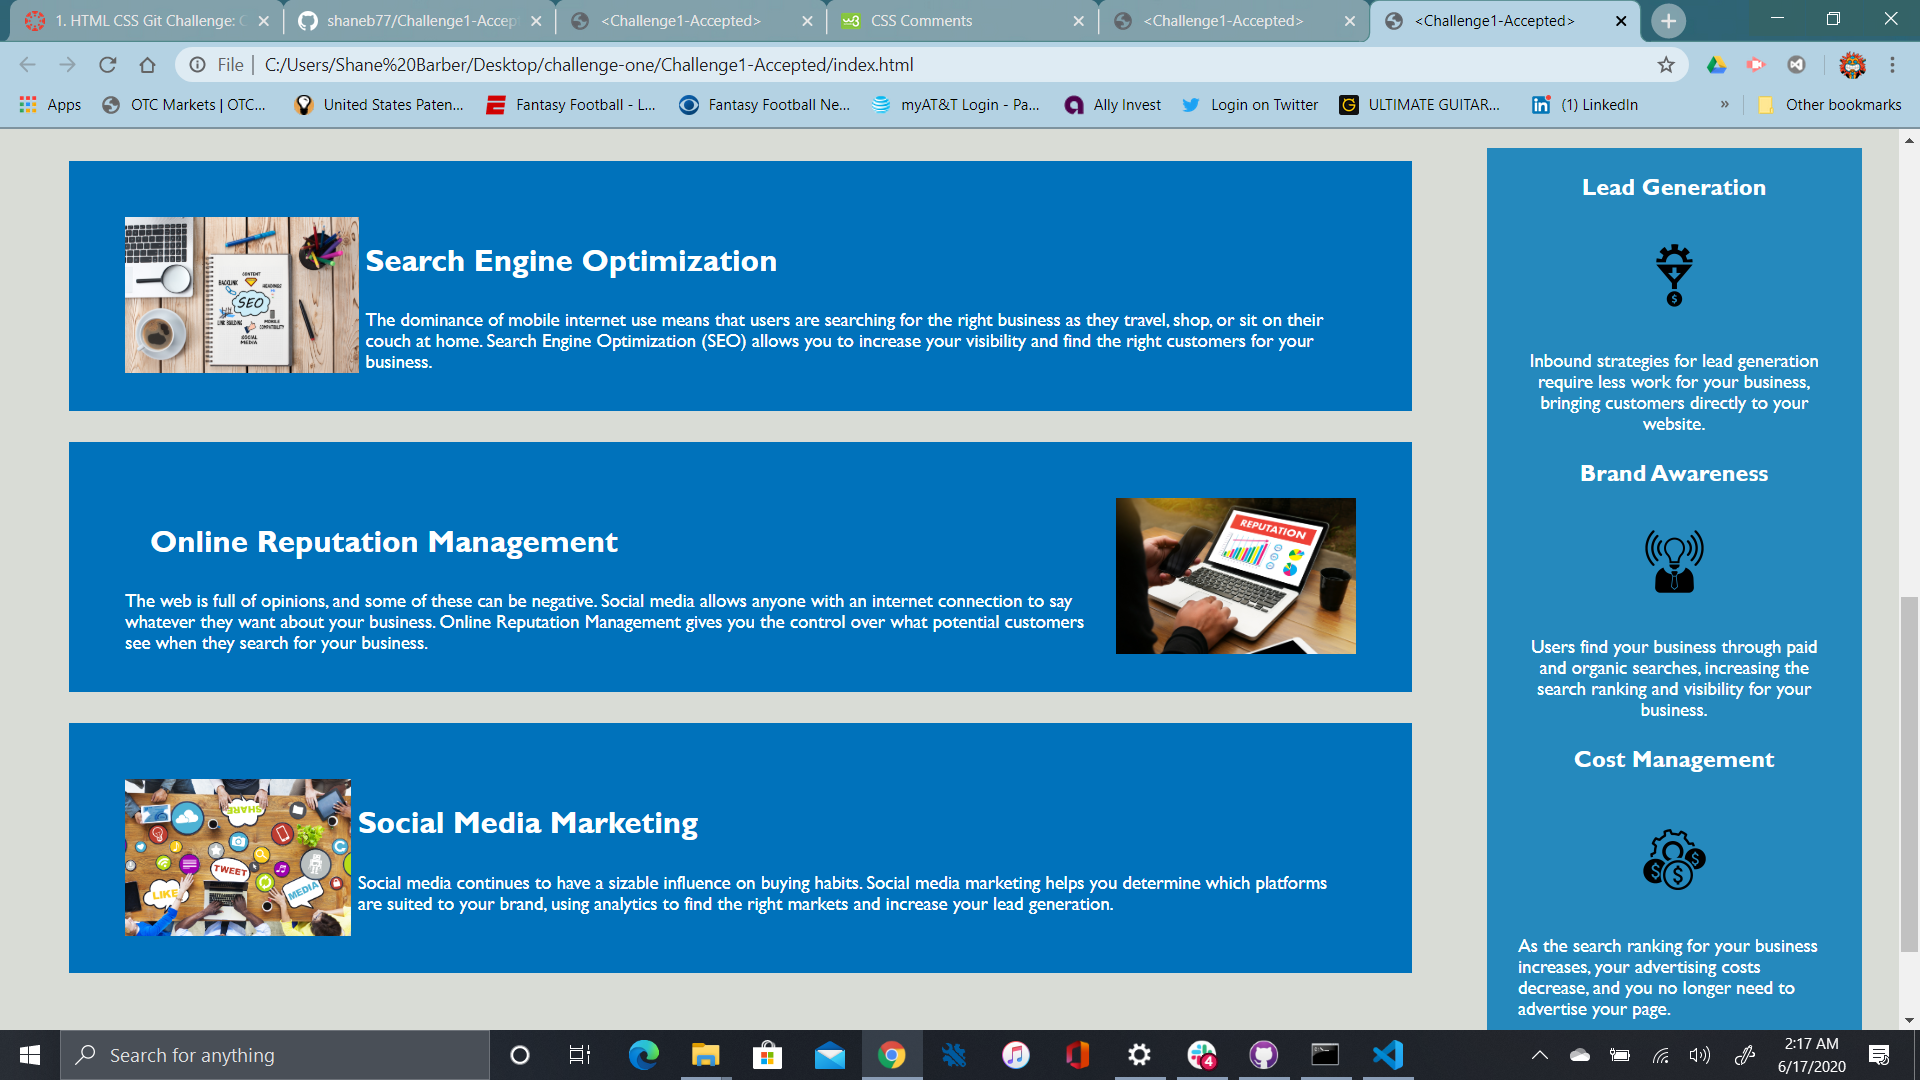 1. HTML CSS Git Challenge: C
shaneb77/Challenge1-Accept
<Challenge1-Accepted>
CSS Comments
<Challenge1-Accepted>
<Challenge1-Accepted>
File
C:/Users/Shane%20Barber/Desktop/challenge-one/Challenge1-Accepted/index.html
Apps
OTC Markets | OTC...
United States Paten...
Fantasy Football - L...
Fantasy Football Ne...
myAT&T Login - Pa...
Ally Invest
Login on Twitter
ULTIMATE GUITAR...
(1) LinkedIn
»
Other bookmarks
CONTENT
BACKLINK
HEADINGS
SEO
LINK BUILDING
MOBILE COMPATIBILITY
SOCIAL MEDIA
Search Engine Optimization
The dominance of mobile internet use means that users are searching for the right business as they travel, shop, or sit on their
couch at home. Search Engine Optimization (SEO) allows you to increase your visibility and find the right customers for your
business.
Online Reputation Management
The web is full of opinions, and some of these can be negative. Social media allows anyone with an internet connection to say
whatever they want about your business. Online Reputation Management gives you the control over what potential customers
see when they search for your business.
REPUTATION
SHARE
TWEET
LIKE
MEDIA
Social Media Marketing
Social media continues to have a sizable influence on buying habits. Social media marketing helps you determine which platforms
are suited to your brand, using analytics to find the right markets and increase your lead generation.
Lead Generation
Inbound strategies for lead generation
require less work for your business,
bringing customers directly to your
website.
Brand Awareness
Users find your business through paid
and organic searches, increasing the
search ranking and visibility for your
business.
Cost Management
As the search ranking for your business
increases, your advertising costs
decrease, and you no longer need to
advertise your page.
Search for anything
4
2:17 AM
6/17/2020